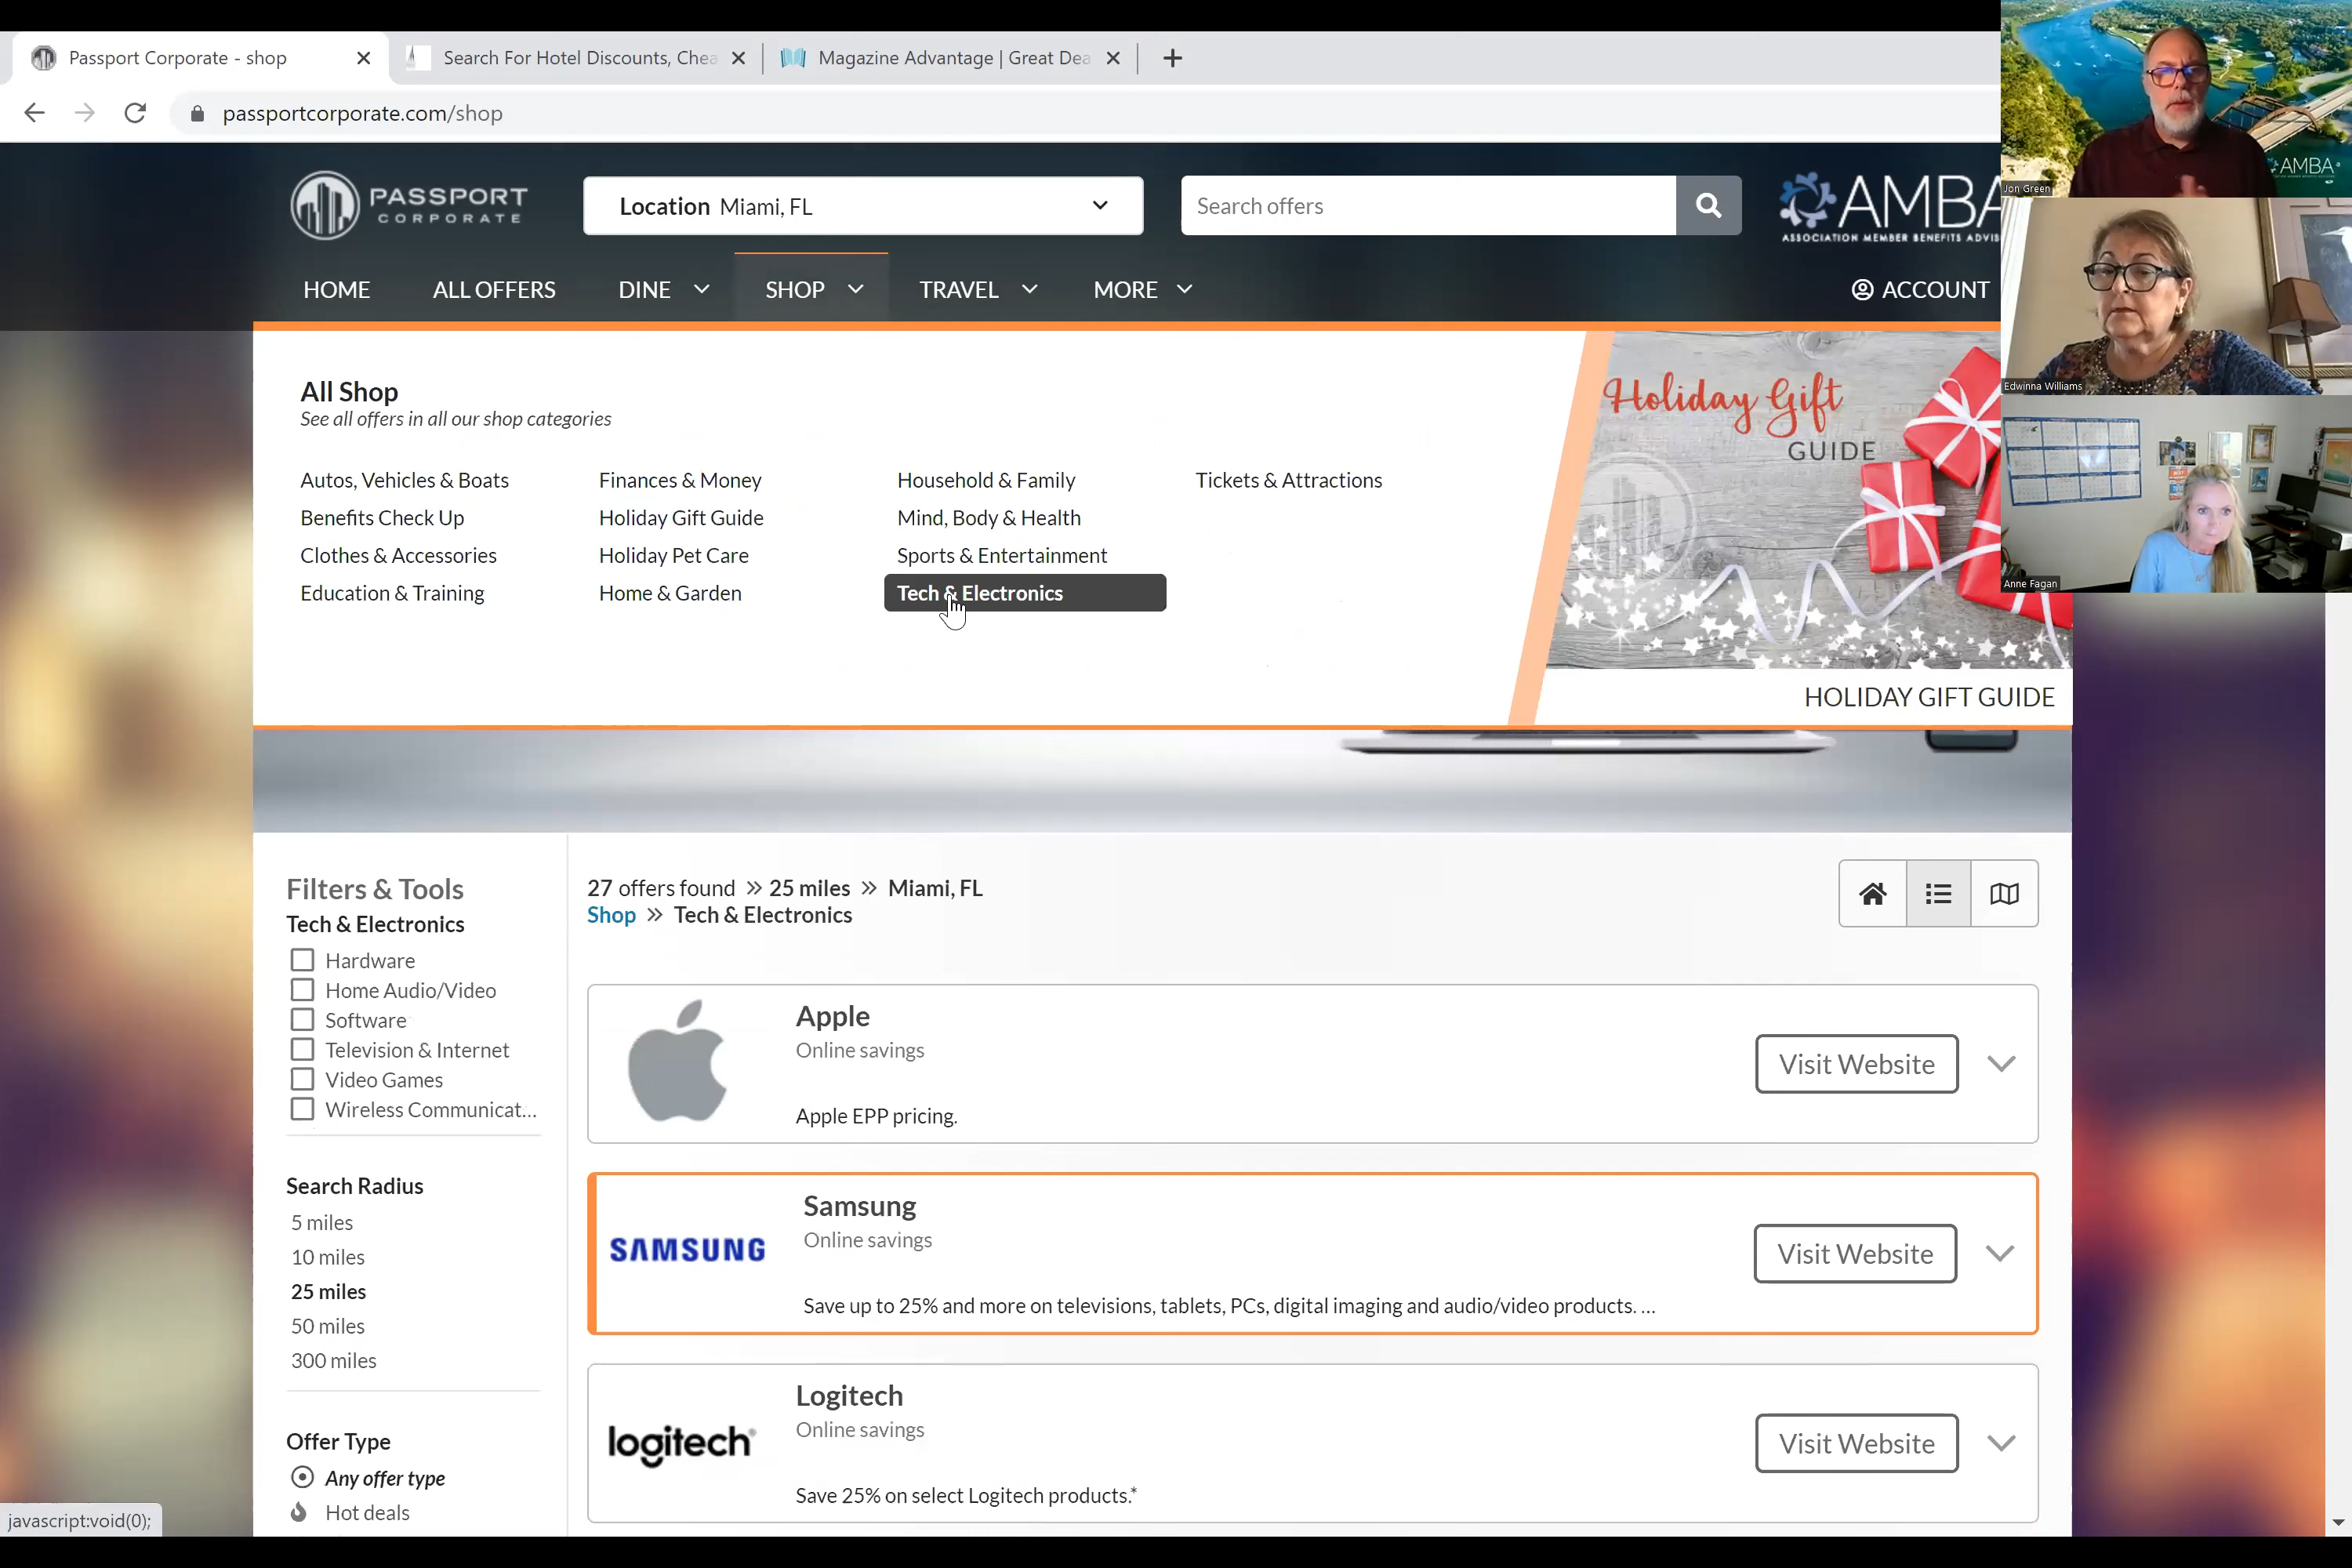 Passport Corporate - shop
Search For Hotel Discounts, Chea
Magazine Advantage | Great Dea
passportcorporate.com/shop
PASSPORT
CORPORATE
Location Miami, FL
Search offers
AMBA
ASSOCIATION MEMBER BENEFITS ADVIS
HOME
ALL OFFERS
DINE
SHOP
TRAVEL
MORE
ACCOUNT
AMBA
Jon Green
Edwinna Williams
Anne Fagan
All Shop
See all offers in all our shop categories
Autos, Vehicles & Boats
Benefits Check Up
Clothes & Accessories
Education & Training
Finances & Money
Holiday Gift Guide
Holiday Pet Care
Home & Garden
Household & Family
Mind, Body & Health
Sports & Entertainment
Tech & Electronics
Tickets & Attractions
Holiday Gift
GUIDE
HOLIDAY GIFT GUIDE
Filters & Tools
Tech & Electronics
Hardware
Home Audio/Video
Software
Television & Internet
Video Games
Wireless Communicat...
Search Radius
5 miles
10 miles
25 miles
50 miles
300 miles
Offer Type
Any offer type
Hot deals
27 offers found » 25 miles » Miami, FL
Shop » Tech & Electronics
Apple
Online savings
Apple EPP pricing.
Visit Website
SAMSUNG
Samsung
Online savings
Save up to 25% and more on televisions, tablets, PCs, digital imaging and audio/video products. ...
Visit Website
logitech
Logitech
Online savings
Save 25% on select Logitech products.*
Visit Website
javascript:void(0);